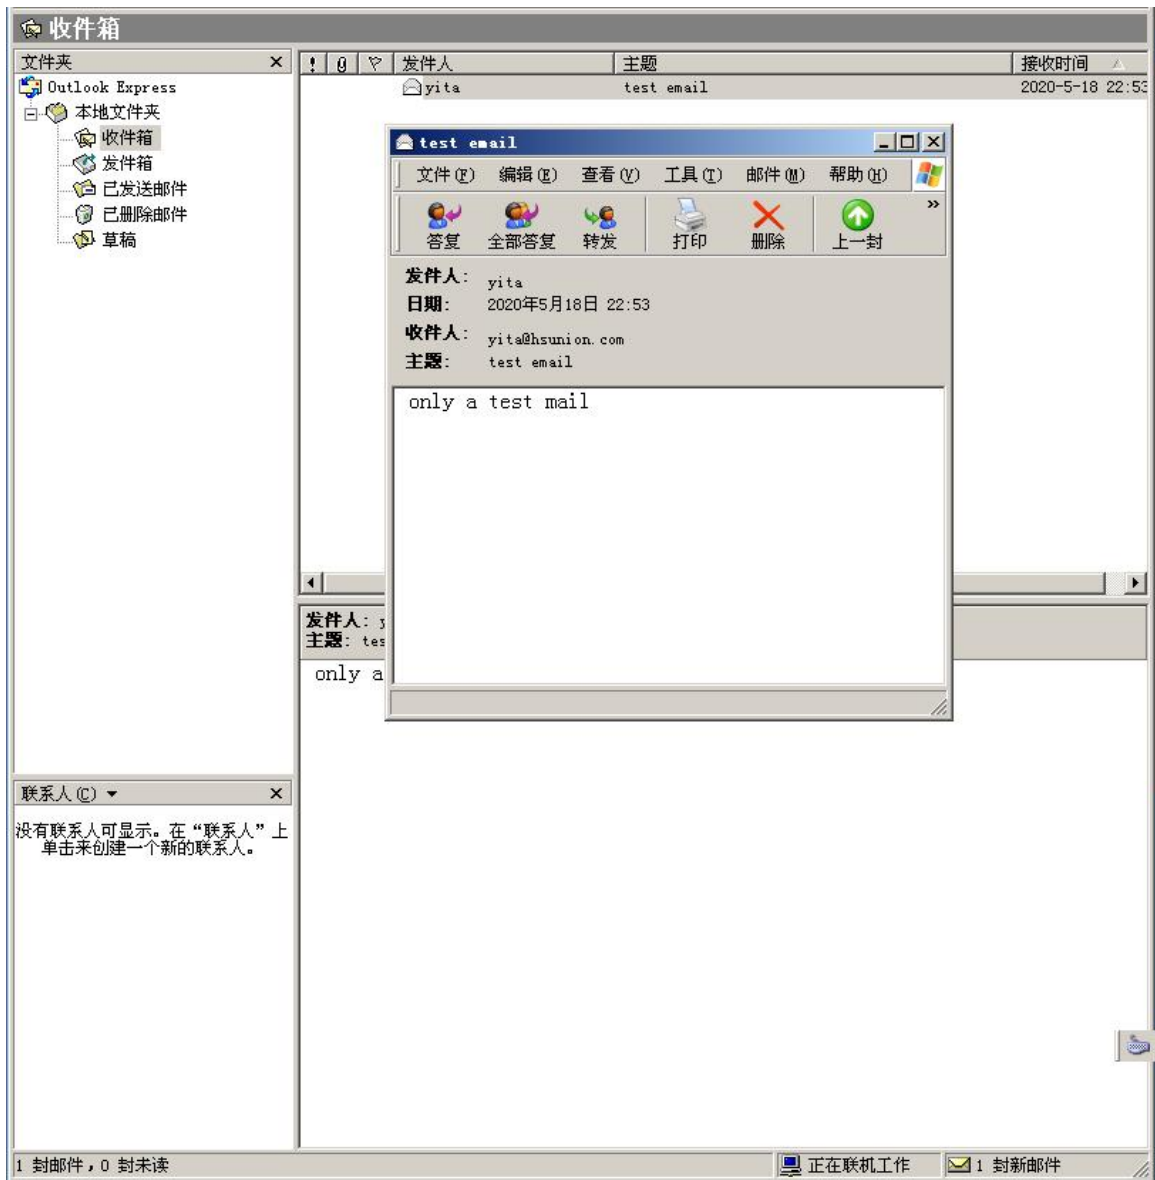 收件箱
文件夹
! 发件人 主题 接收时间
Outlook Express
本地文件夹
收件箱
发件箱
已发送邮件
已删除邮件
草稿
yita test email 2020-5-18 22:53
test email
文件(F) 编辑(E) 查看(V) 工具(T) 邮件(M) 帮助(H)
答复 全部答复 转发 打印 删除 上一封 »
发件人: yita
日期: 2020年5月18日 22:53
收件人: yita@hsunion.com
主题: test email
only a test mail
发件人: y
主题: tes
only a
联系人(C)
没有联系人可显示。在“联系人”上
单击来创建一个新的联系人。
1 封邮件，0 封未读
正在联机工作
1 封新邮件